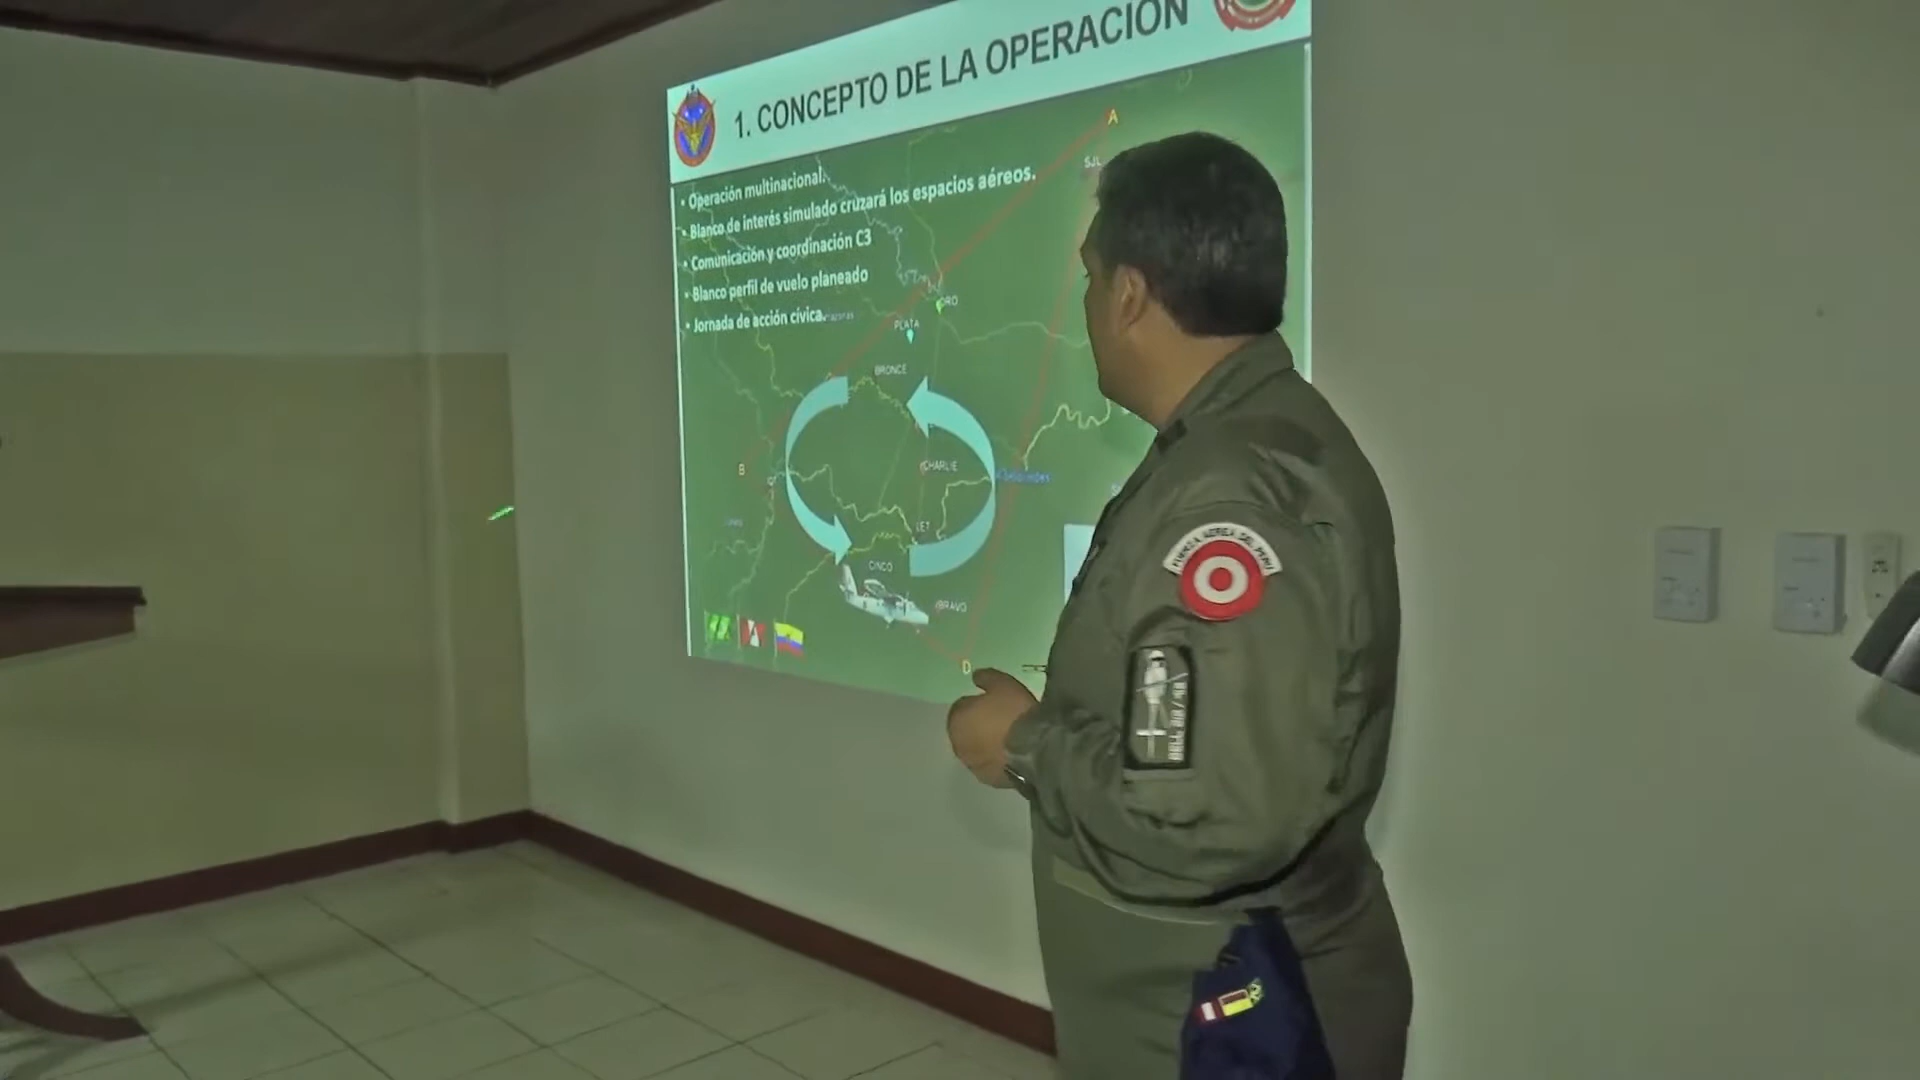 1. CONCEPTO DE LA OPERACIÓN
• Operación multinacional.
• Blanco de interés simulado cruzará los espacios aéreos.
• Comunicación y coordinación C3
• Blanco perfil de vuelo planeado
• Jornada de acción cívica.
A
SJL
ORO
PLATA
BRONCE
B
CHARLIE
LET
CINCO
BRAVO
D
FUERZA AEREA DEL PERU